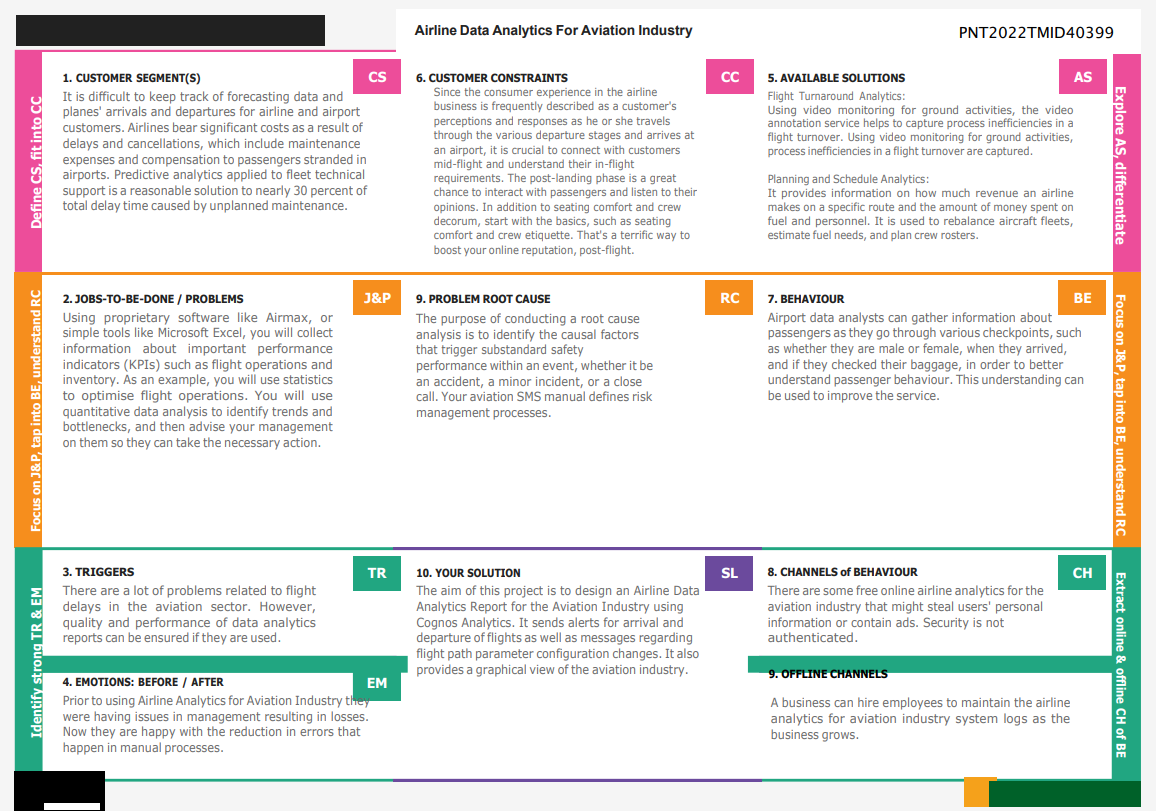 Airline Data Analytics For Aviation Industry
PNT2022TMID40399
Define CS, fit into CC
1. CUSTOMER SEGMENT(S)
CS
It is difficult to keep track of forecasting data and
planes' arrivals and departures for airline and airport
customers. Airlines bear significant costs as a result of
delays and cancellations, which include maintenance
expenses and compensation to passengers stranded in
airports. Predictive analytics applied to fleet technical
support is a reasonable solution to nearly 30 percent of
total delay time caused by unplanned maintenance.
6. CUSTOMER CONSTRAINTS
CC
Since the consumer experience in the airline
business is frequently described as a customer's
perceptions and responses as he or she travels
through the various departure stages and arrives at
an airport, it is crucial to connect with customers
mid-flight and understand their in-flight
requirements. The post-landing phase is a great
chance to interact with passengers and listen to their
opinions. In addition to seating comfort and crew
decorum, start with the basics, such as seating
comfort and crew etiquette. That's a terrific way to
boost your online reputation, post-flight.
5. AVAILABLE SOLUTIONS
AS
Flight Turnaround Analytics:
Using video monitoring for ground activities, the video
annotation service helps to capture process inefficiencies in a
flight turnover. Using video monitoring for ground activities,
process inefficiencies in a flight turnover are captured.
Planning and Schedule Analytics:
It provides information on how much revenue an airline
makes on a specific route and the amount of money spent on
fuel and personnel. It is used to rebalance aircraft fleets,
estimate fuel needs, and plan crew rosters.
Explore AS, differentiate
Focus on J&P, tap into BE, understand RC
2. JOBS-TO-BE-DONE / PROBLEMS
J&P
Using proprietary software like Airmax, or
simple tools like Microsoft Excel, you will collect
information about important performance
indicators (KPIs) such as flight operations and
inventory. As an example, you will use statistics
to optimise flight operations. You will use
quantitative data analysis to identify trends and
bottlenecks, and then advise your management
on them so they can take the necessary action.
9. PROBLEM ROOT CAUSE
RC
The purpose of conducting a root cause
analysis is to identify the causal factors
that trigger substandard safety
performance within an event, whether it be
an accident, a minor incident, or a close
call. Your aviation SMS manual defines risk
management processes.
7. BEHAVIOUR
BE
Airport data analysts can gather information about
passengers as they go through various checkpoints, such
as whether they are male or female, when they arrived,
and if they checked their baggage, in order to better
understand passenger behaviour. This understanding can
be used to improve the service.
Focus on J&P, tap into BE, understand RC
Identify strong TR & EM
3. TRIGGERS
TR
There are a lot of problems related to flight
delays in the aviation sector. However,
quality and performance of data analytics
reports can be ensured if they are used.
4. EMOTIONS: BEFORE / AFTER
EM
Prior to using Airline Analytics for Aviation Industry they
were having issues in management resulting in losses.
Now they are happy with the reduction in errors that
happen in manual processes.
10. YOUR SOLUTION
SL
The aim of this project is to design an Airline Data
Analytics Report for the Aviation Industry using
Cognos Analytics. It sends alerts for arrival and
departure of flights as well as messages regarding
flight path parameter configuration changes. It also
provides a graphical view of the aviation industry.
8. CHANNELS of BEHAVIOUR
CH
There are some free online airline analytics for the
aviation industry that might steal users' personal
information or contain ads. Security is not
authenticated.
9. OFFLINE CHANNELS
A business can hire employees to maintain the airline
analytics for aviation industry system logs as the
business grows.
Extract online & offline CH of BE